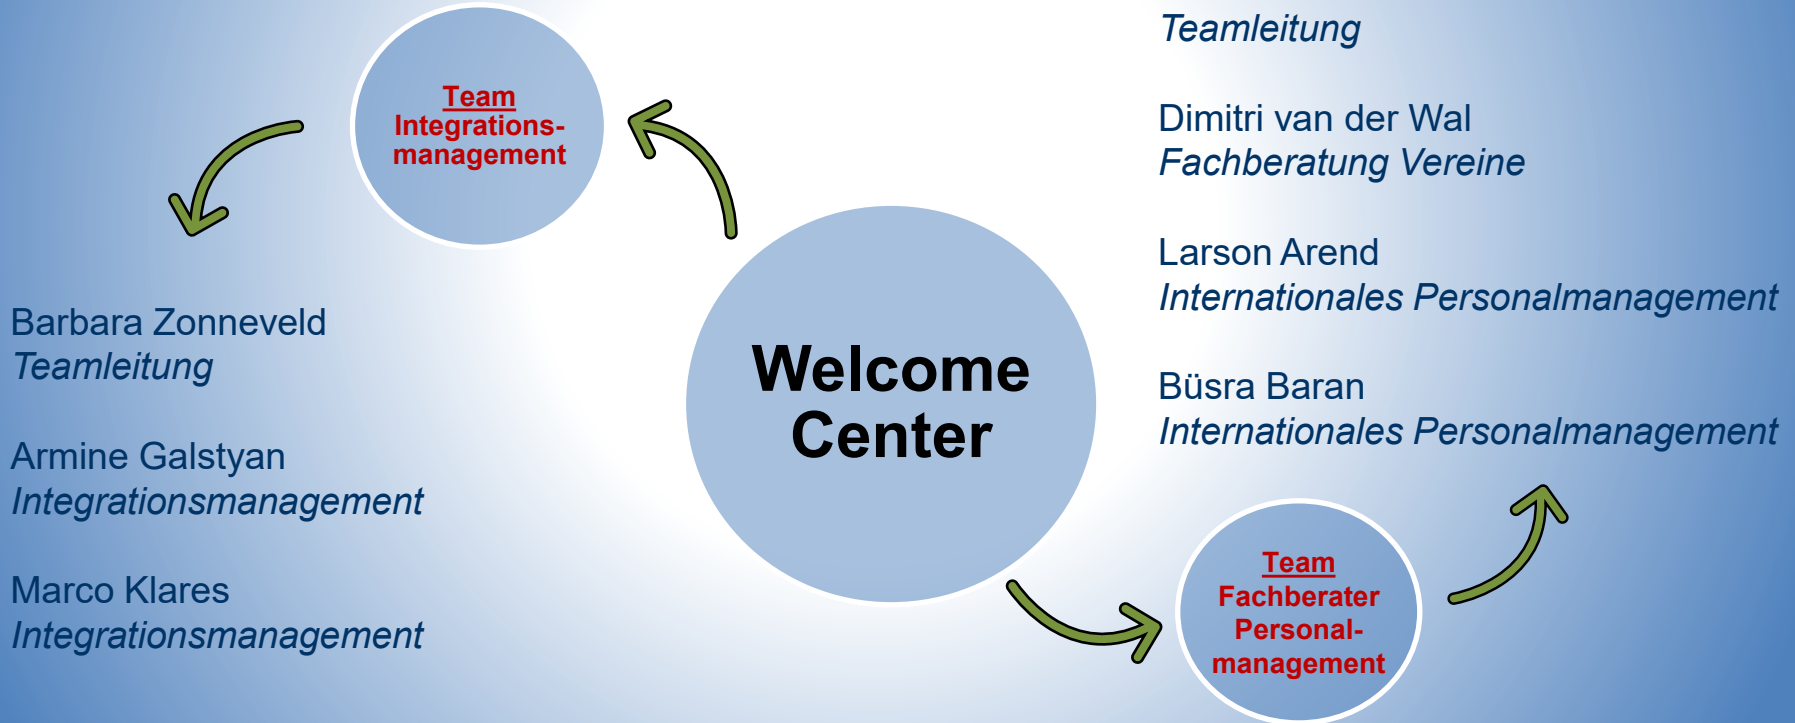 Team
Integrations-
management
Barbara Zonneveld
Teamleitung
Armine Galstyan
Integrationsmanagement
Marco Klares
Integrationsmanagement
Welcome
Center
Teamleitung
Dimitri van der Wal
Fachberatung Vereine
Larson Arend
Internationales Personalmanagement
Büsra Baran
Internationales Personalmanagement
Team
Fachberater
Personal-
management